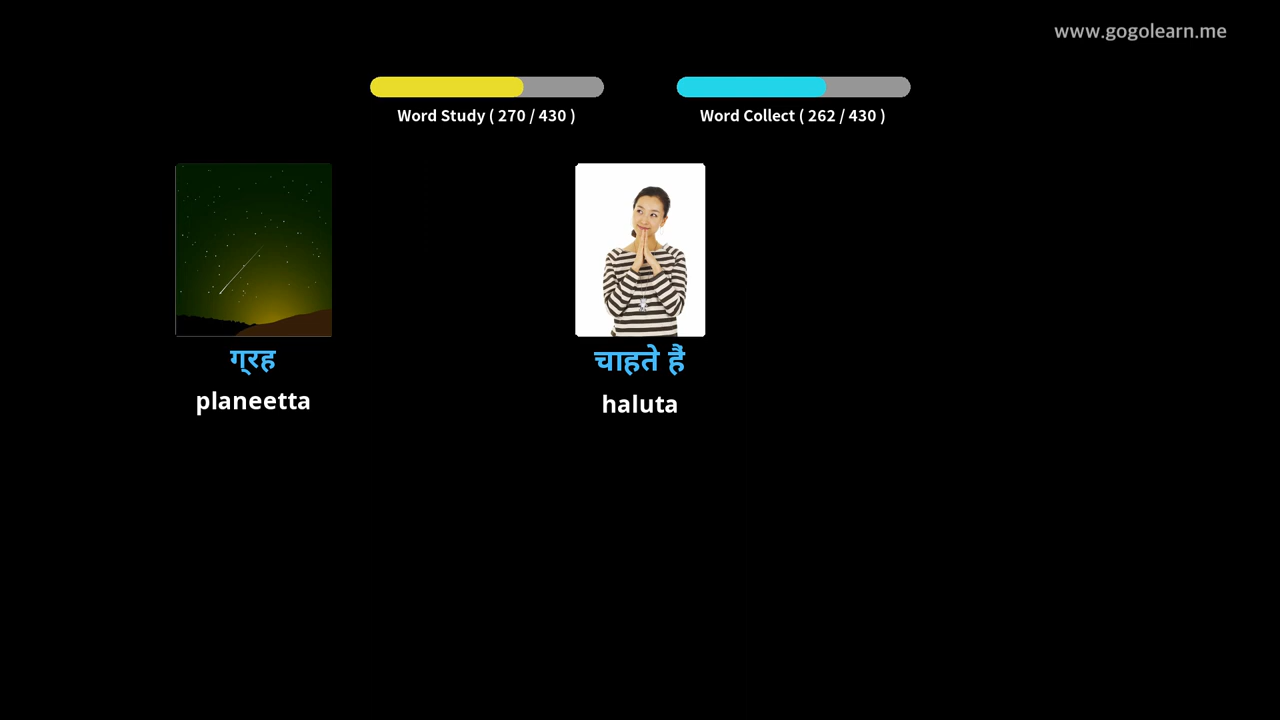 www.gogolearn.me
Word Study ( 270 / 430 )
Word Collect ( 262 / 430 )
ग्रह
planeetta
चाहते हैं
haluta